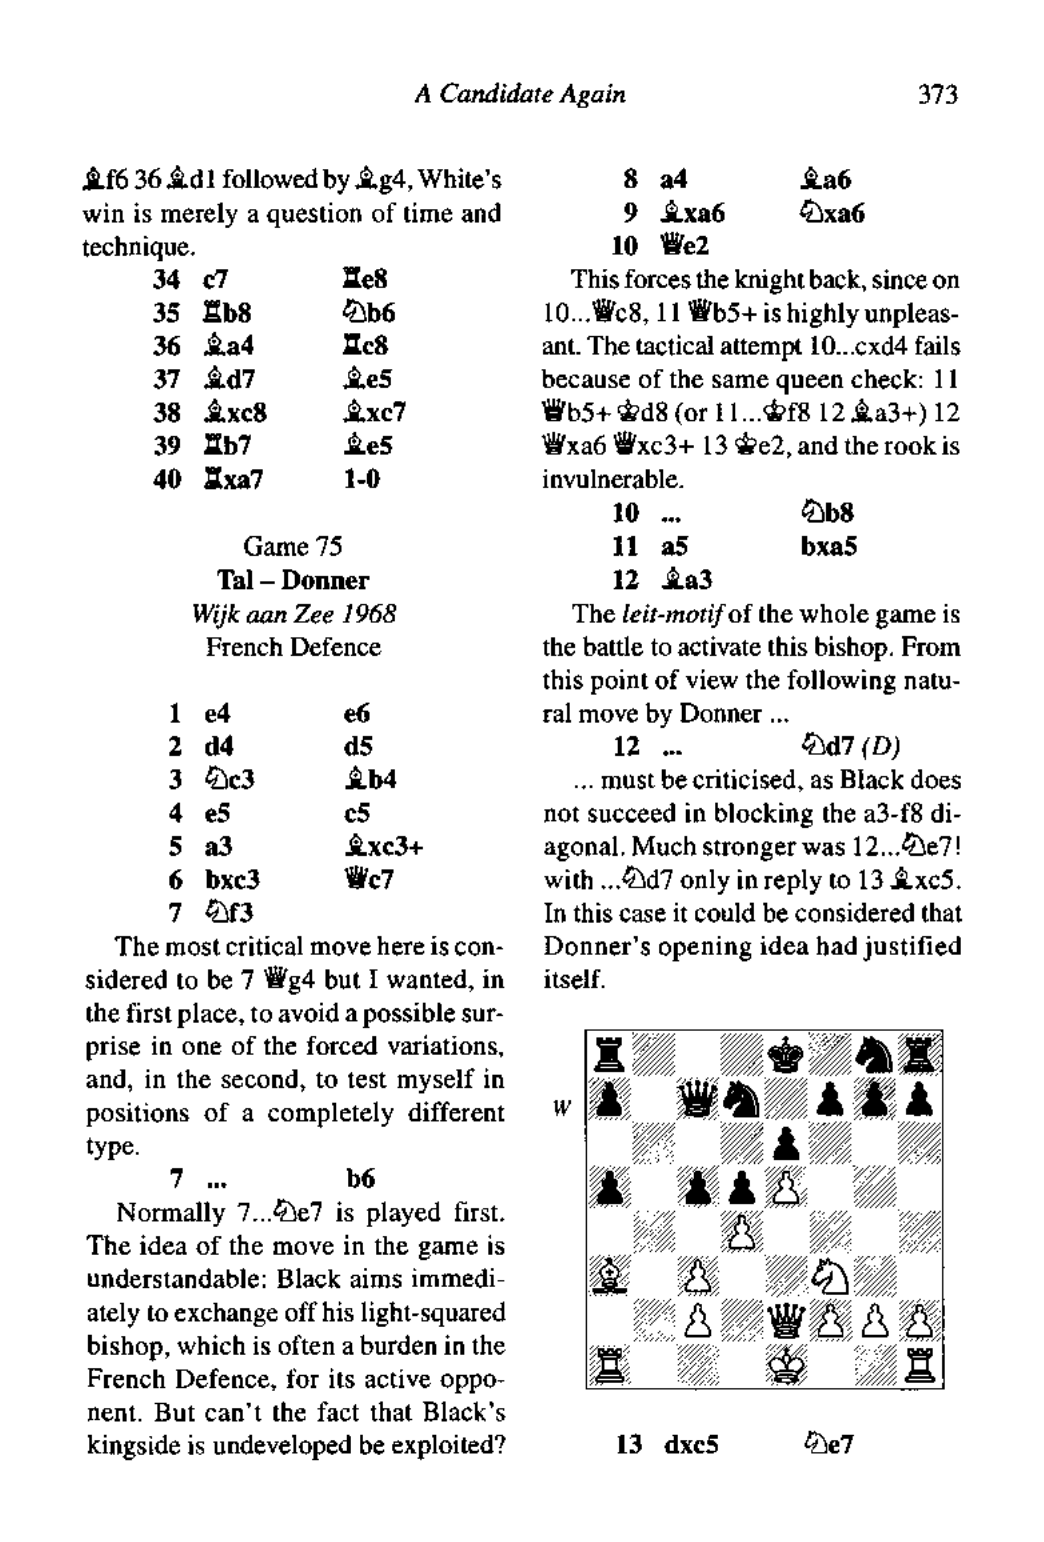 A Candidate Again 373
♗f6 36 ♗d1 followed by ♗g4, White's
win is merely a question of time and
technique.
34 c7 ♖e8
35 ♖b8 ♘b6
36 ♗a4 ♖c8
37 ♗d7 ♗e5
38 ♗xc8 ♗xc7
39 ♖b7 ♗e5
40 ♖xa7 1-0
Game 75
Tal – Donner
Wijk aan Zee 1968
French Defence
1 e4 e6
2 d4 d5
3 ♘c3 ♗b4
4 e5 c5
5 a3 ♗xc3+
6 bxc3 ♕c7
7 ♘f3
The most critical move here is con-
sidered to be 7 ♕g4 but I wanted, in
the first place, to avoid a possible sur-
prise in one of the forced variations,
and, in the second, to test myself in
positions of a completely different
type.
7 ... b6
Normally 7...♘e7 is played first.
The idea of the move in the game is
understandable: Black aims immedi-
ately to exchange off his light-squared
bishop, which is often a burden in the
French Defence, for its active oppo-
nent. But can't the fact that Black's
kingside is undeveloped be exploited?
8 a4 ♗a6
9 ♗xa6 ♘xa6
10 ♕e2
This forces the knight back, since on
10...♕c8, 11 ♕b5+ is highly unpleas-
ant. The tactical attempt 10...cxd4 fails
because of the same queen check: 11
♕b5+ ♔d8 (or 11...♔f8 12 ♗a3+) 12
♕xa6 ♕xc3+ 13 ♔e2, and the rook is
invulnerable.
10 ... ♘b8
11 a5 bxa5
12 ♗a3
The leit-motif of the whole game is
the battle to activate this bishop. From
this point of view the following natu-
ral move by Donner ...
12 ... ♘d7 (D)
... must be criticised, as Black does
not succeed in blocking the a3-f8 di-
agonal. Much stronger was 12...♘e7!
with ...♘d7 only in reply to 13 ♗xc5.
In this case it could be considered that
Donner's opening idea had justified
itself.
W
13 dxc5 ♘e7